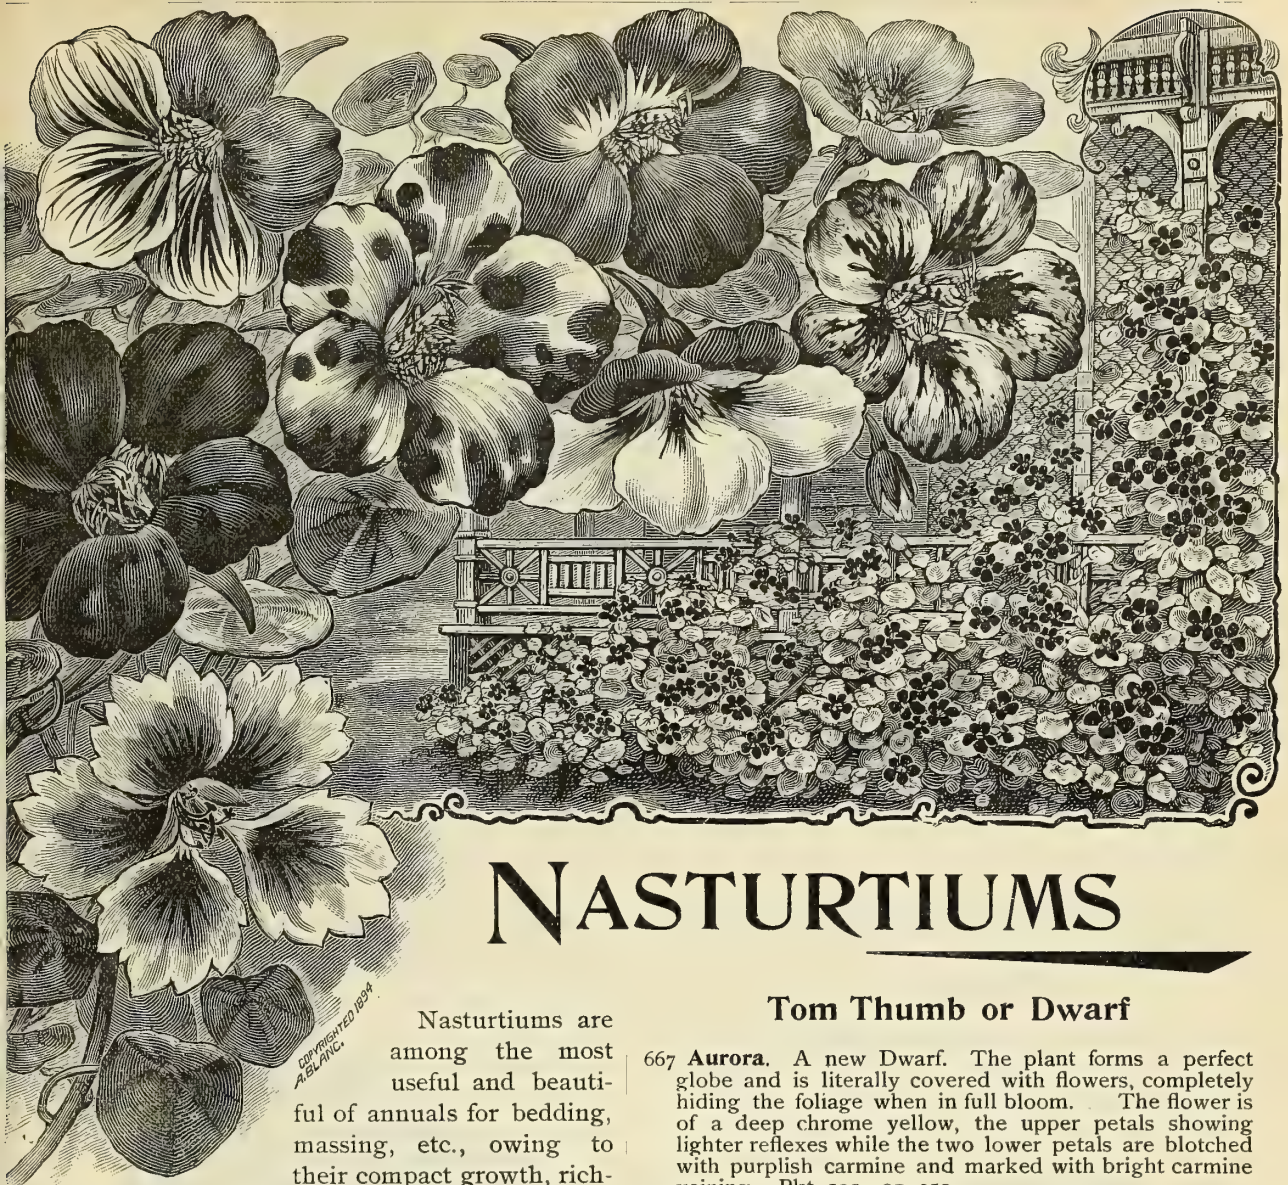 NASTURTIUMS
COPYRIGHTED 1894.
A. BLANC.
Nasturtiums are
among the most
useful and beauti-
ful of annuals for bedding,
massing, etc., owing to
their compact growth, rich-
Tom Thumb or Dwarf
667 Aurora. A new Dwarf. The plant forms a perfect
globe and is literally covered with flowers, completely
hiding the foliage when in full bloom. The flower is
of a deep chrome yellow, the upper petals showing
lighter reflexes while the two lower petals are blotched
with purplish carmine and marked with bright carmine